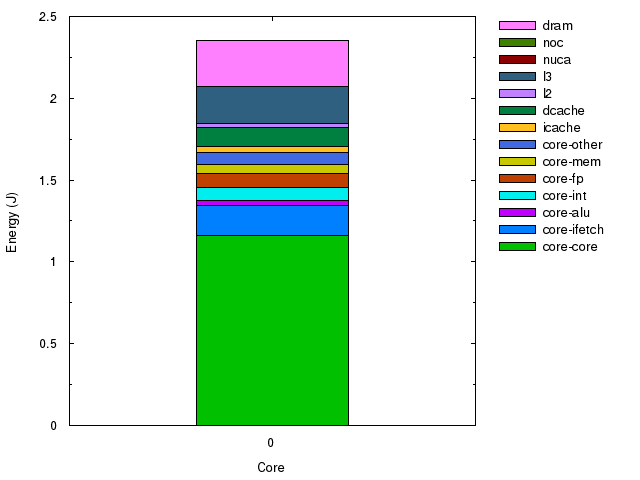 2.5
2
1.5
1
0.5
0
Energy (J)
0
Core
dram
noc
nuca
l3
l2
dcache
icache
core-other
core-mem
core-fp
core-int
core-alu
core-ifetch
core-core